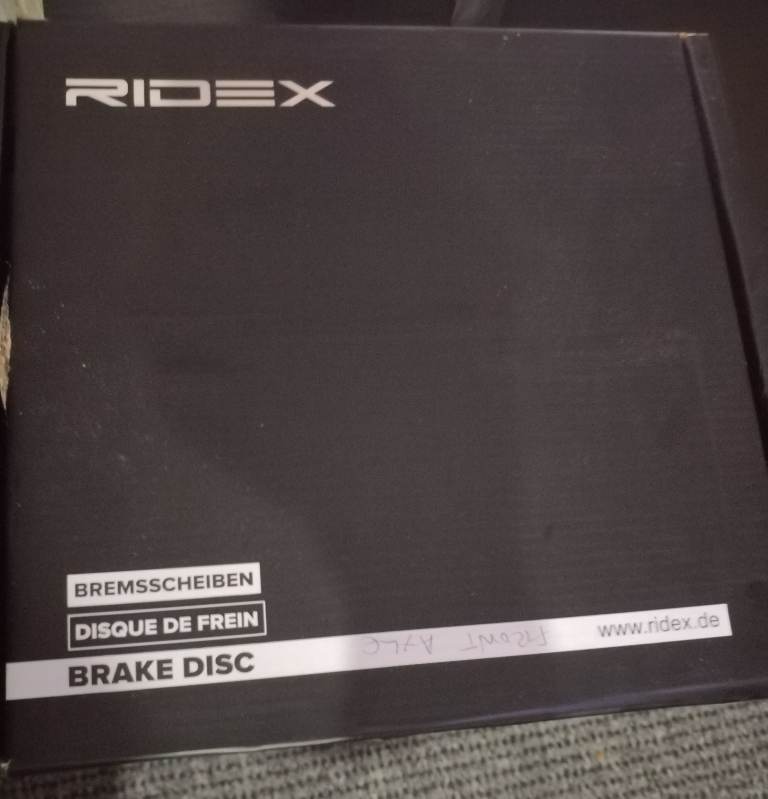 RIDEX
BREMSSCHEIBEN
DISQUE DE FREIN
BRAKE DISC
FRONT AXLE
www.ridex.de